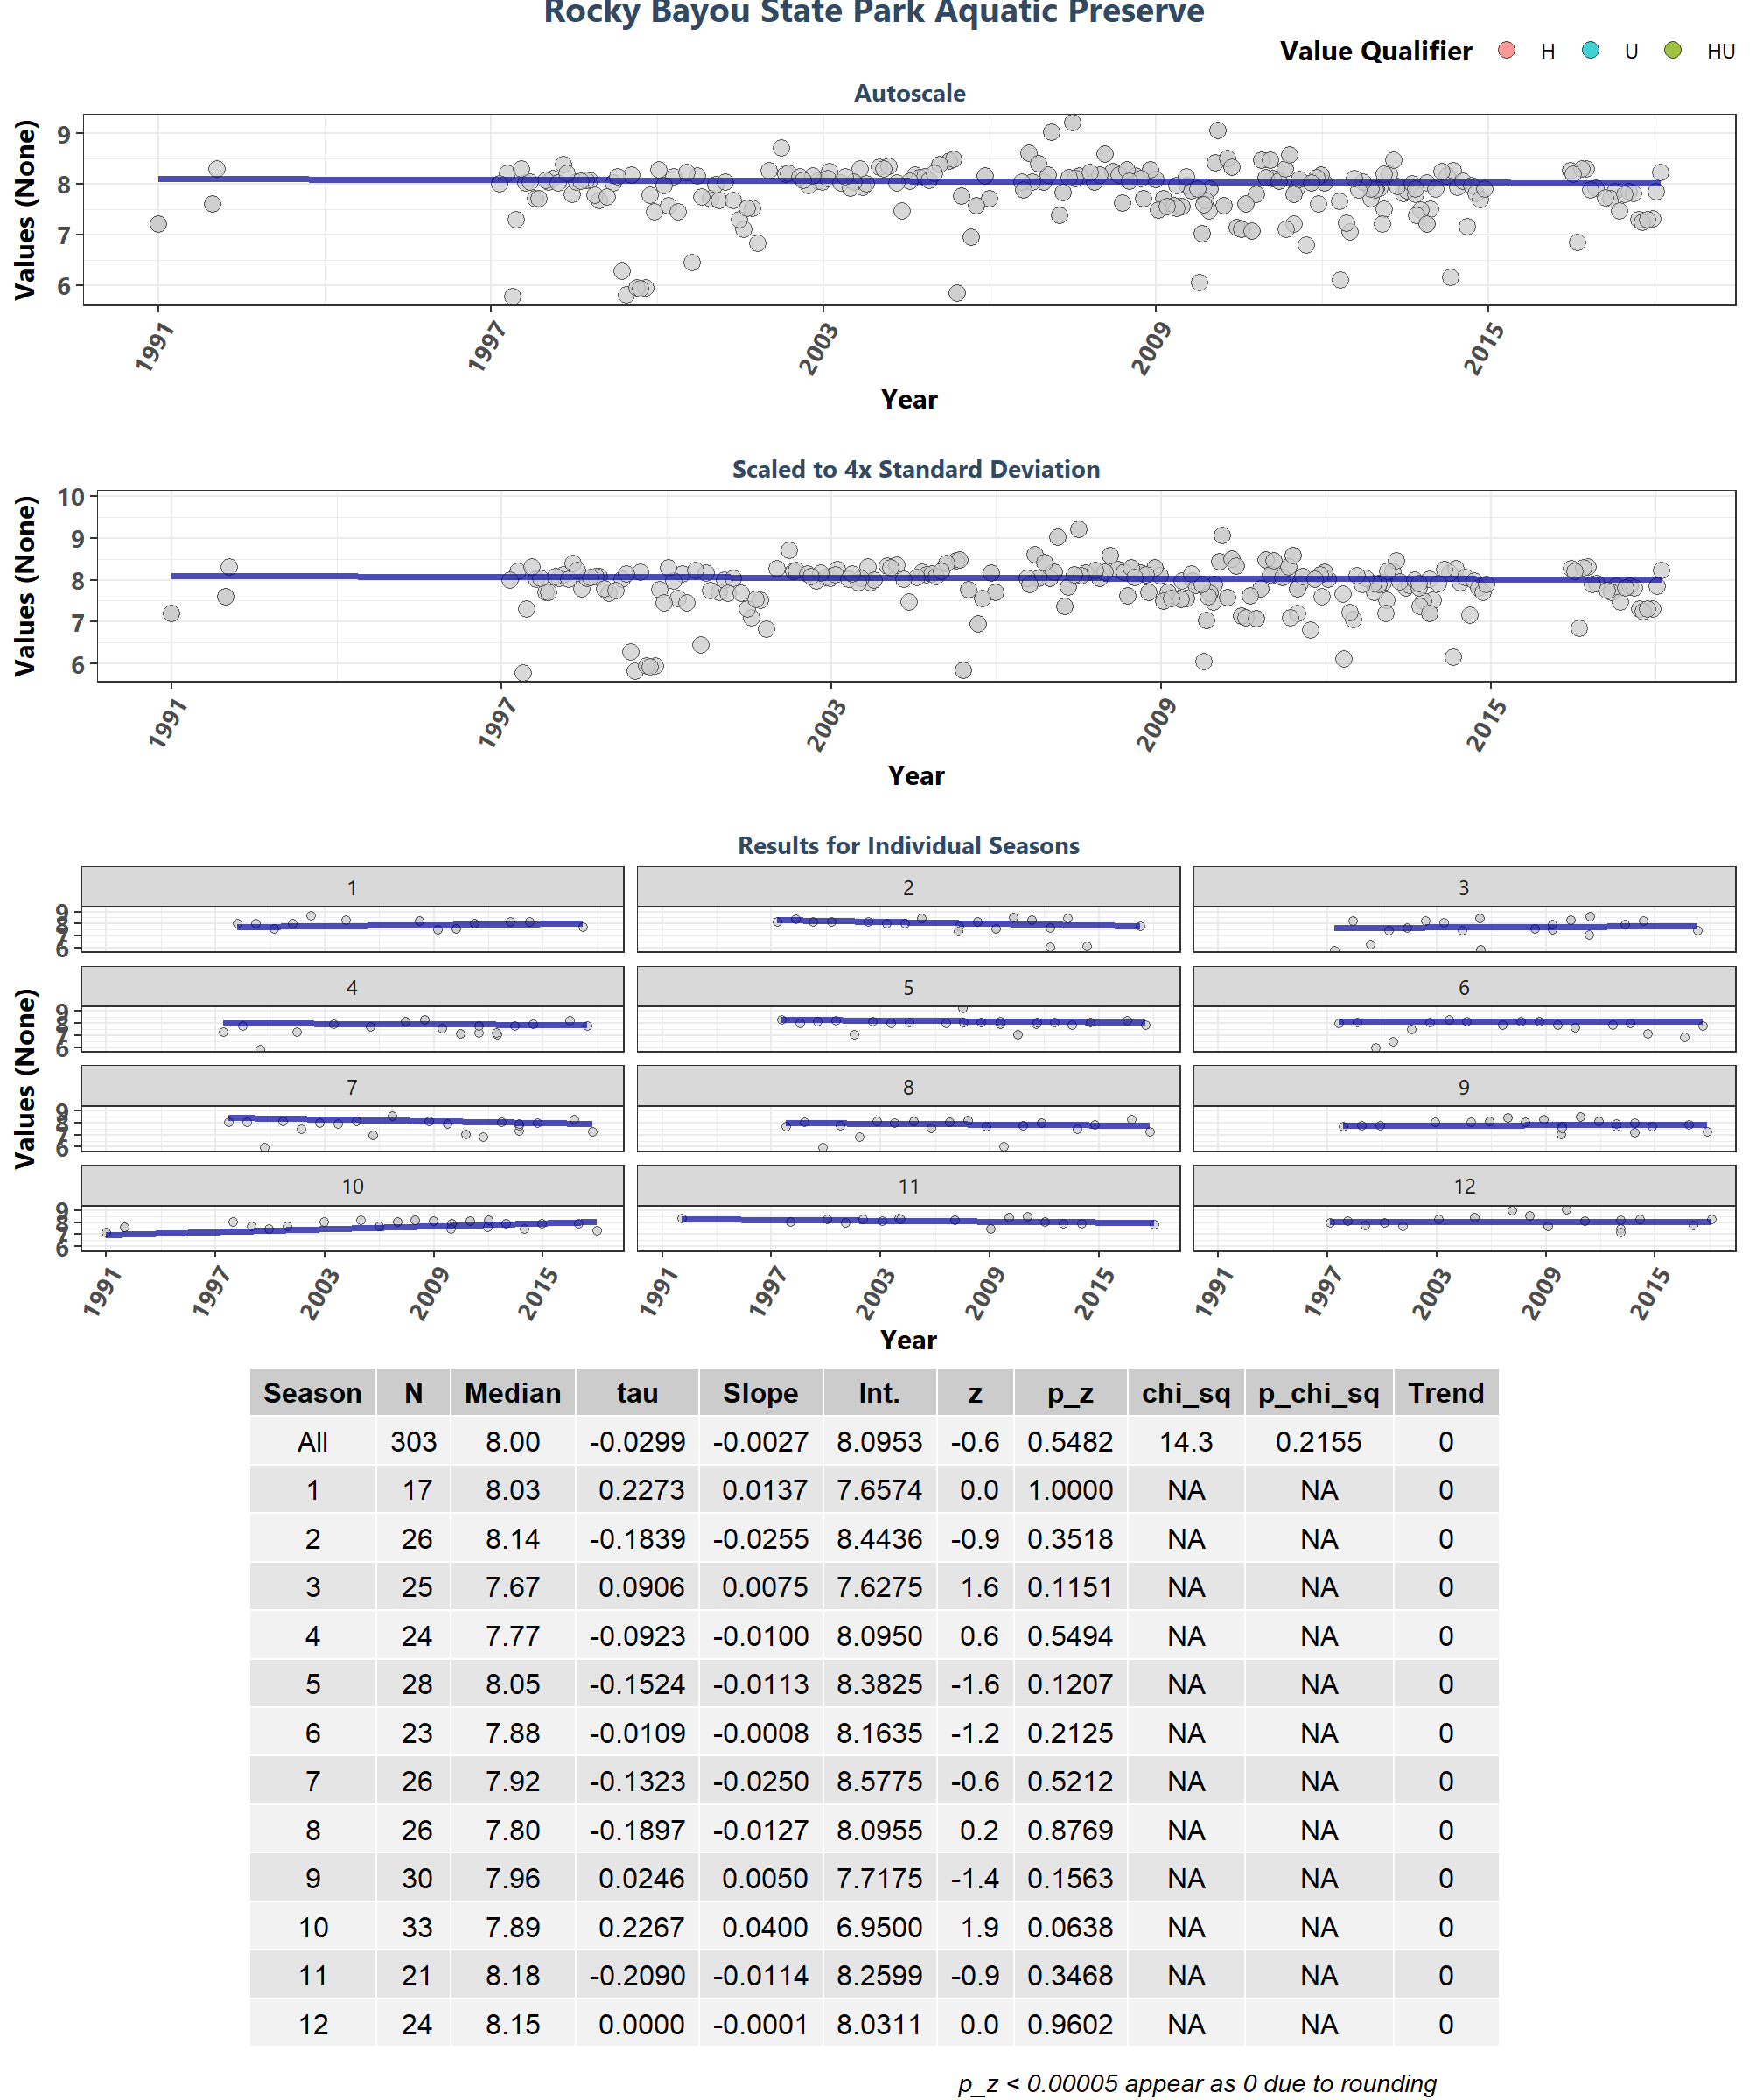 Rocky Bayou State Park Aquatic Preserve
Value Qualifier H U HU
Autoscale
Values (None)
9
8
7
6
1991 1997 2003 2009 2015
Year
Scaled to 4x Standard Deviation
Values (None)
10
9
8
7
6
1991 1997 2003 2009 2015
Year
Results for Individual Seasons
Values (None)
1 2 3
9
8
7
6
4 5 6
9
8
7
6
7 8 9
9
8
7
6
10 11 12
9
8
7
6
1991 1997 2003 2009 2015 1991 1997 2003 2009 2015 1991 1997 2003 2009 2015
Year
Season N Median tau Slope Int. z p_z chi_sq p_chi_sq Trend
All 303 8.00 -0.0299 -0.0027 8.0953 -0.6 0.5482 14.3 0.2155 0
1 17 8.03 0.2273 0.0137 7.6574 0.0 1.0000 NA NA 0
2 26 8.14 -0.1839 -0.0255 8.4436 -0.9 0.3518 NA NA 0
3 25 7.67 0.0906 0.0075 7.6275 1.6 0.1151 NA NA 0
4 24 7.77 -0.0923 -0.0100 8.0950 0.6 0.5494 NA NA 0
5 28 8.05 -0.1524 -0.0113 8.3825 -1.6 0.1207 NA NA 0
6 23 7.88 -0.0109 -0.0008 8.1635 -1.2 0.2125 NA NA 0
7 26 7.92 -0.1323 -0.0250 8.5775 -0.6 0.5212 NA NA 0
8 26 7.80 -0.1897 -0.0127 8.0955 0.2 0.8769 NA NA 0
9 30 7.96 0.0246 0.0050 7.7175 -1.4 0.1563 NA NA 0
10 33 7.89 0.2267 0.0400 6.9500 1.9 0.0638 NA NA 0
11 21 8.18 -0.2090 -0.0114 8.2599 -0.9 0.3468 NA NA 0
12 24 8.15 0.0000 -0.0001 8.0311 0.0 0.9602 NA NA 0
p_z < 0.00005 appear as 0 due to rounding